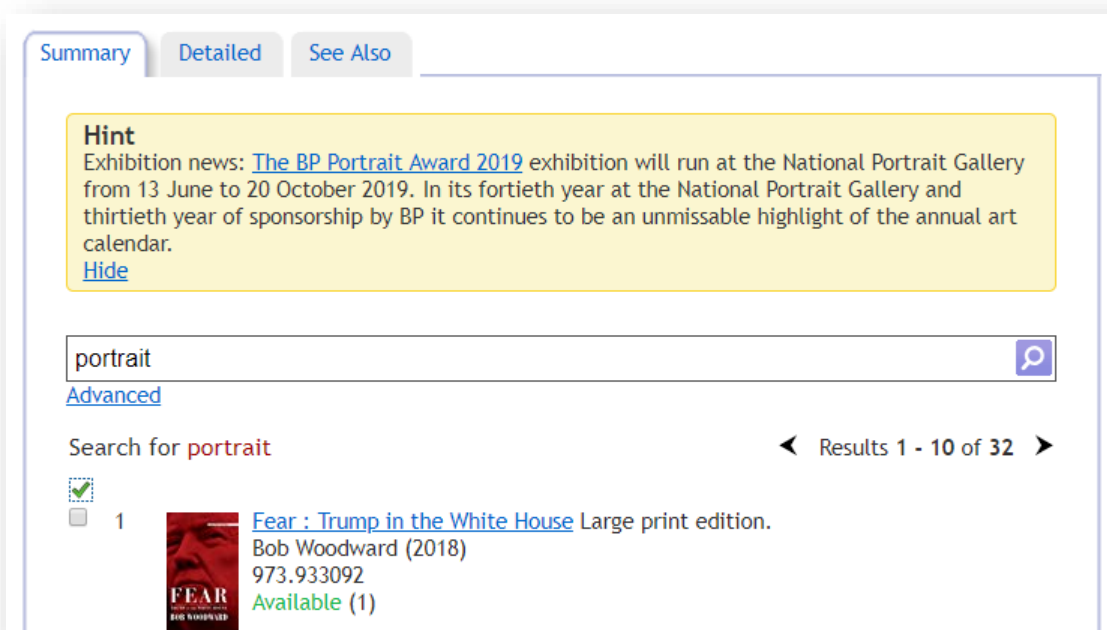 Summary
Detailed
See Also
Hint
Exhibition news: The BP Portrait Award 2019 exhibition will run at the National Portrait Gallery
from 13 June to 20 October 2019. In its fortieth year at the National Portrait Gallery and
thirtieth year of sponsorship by BP it continues to be an unmissable highlight of the annual art
calendar.
Hide
portrait
Advanced
Search for portrait
Results 1 - 10 of 32
1
Fear : Trump in the White House Large print edition.
Bob Woodward (2018)
973.933092
Available (1)
FEAR
BOB WOODWARD